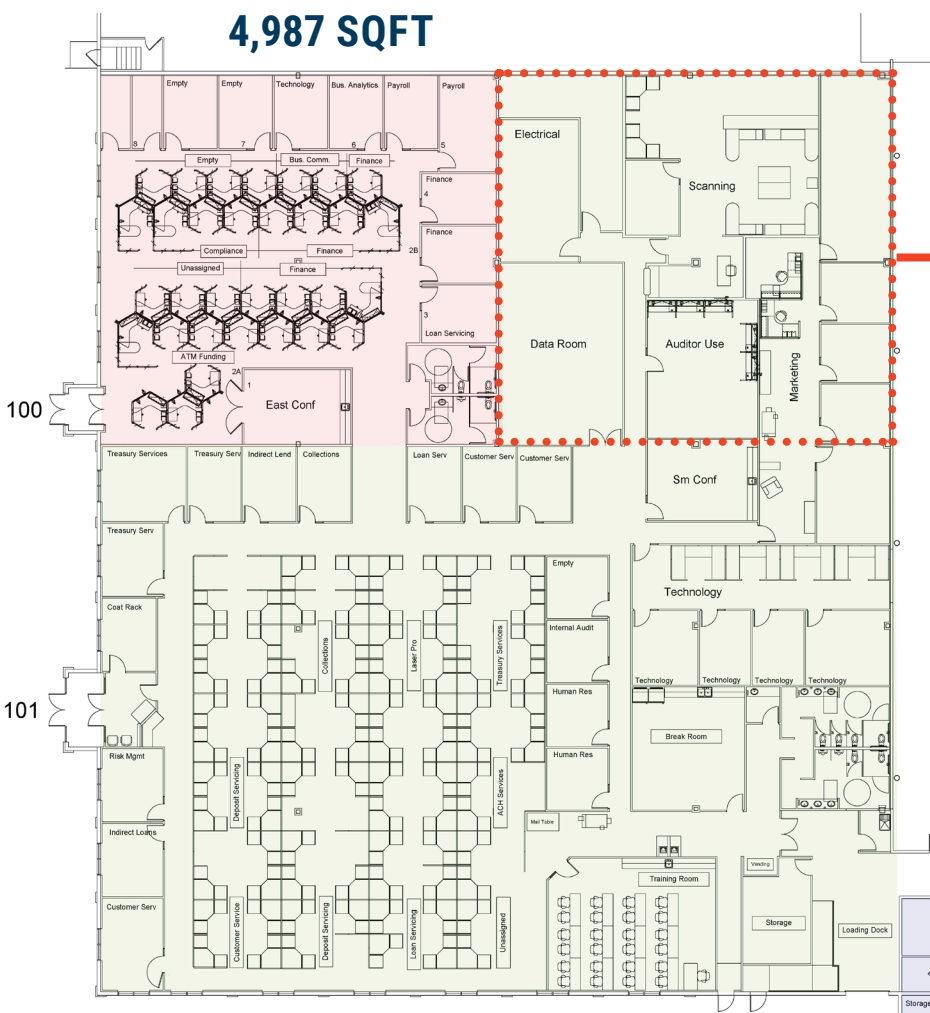 4,987 SQFT
Empty
Empty
Technology
Bus. Analytics
Payroll
Payroll
8
7
6
5
Empty
Bus. Comm.
Finance
Finance
4
Finance
2B
Compliance
Finance
Unassigned
Finance
3
Loan Servicing
ATM Funding
2A
1
East Conf
100
Electrical
Scanning
Data Room
Auditor Use
Marketing
Treasury Services
Treasury Serv
Indirect Lend
Collections
Loan Serv
Customer Serv
Customer Serv
Sm Conf
Treasury Serv
Empty
Technology
Coat Rack
Collections
Laser Pro
Treasury Services
Internal Audit
Technology
Technology
Technology
Technology
Human Res
101
Break Room
Risk Mgmt
Human Res
Deposit Servicing
ACH Services
Mail Table
Indirect Loans
Vending
Training Room
Customer Serv
Customer Service
Deposit Servicing
Loan Servicing
Unassigned
Storage
Loading Dock
Storage